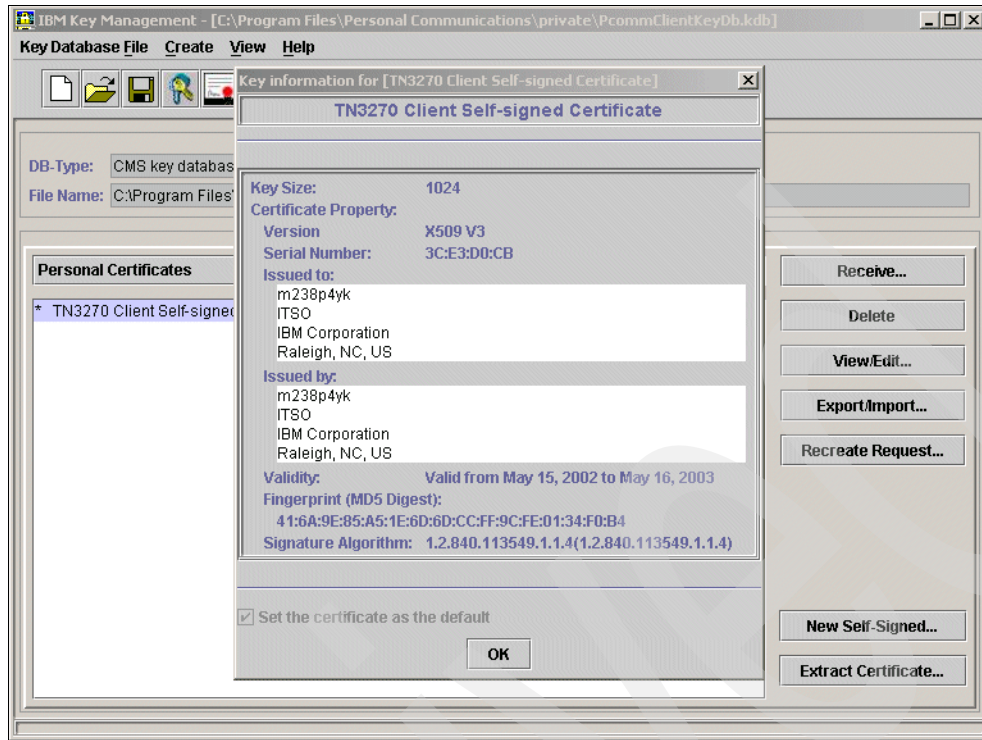 IBM Key Management - [C:\Program Files\Personal Communications\private\PcommClientKeyDb.kdb]
Key Database File Create View Help
Key information for [TN3270 Client Self-signed Certificate]
TN3270 Client Self-signed Certificate
DB-Type: CMS key databas
File Name: C:\Program Files\
Key Size: 1024
Certificate Property:
Version X509 V3
Serial Number: 3C:E3:D0:CB
Issued to:
m238p4yk
ITSO
IBM Corporation
Raleigh, NC, US
Issued by:
m238p4yk
ITSO
IBM Corporation
Raleigh, NC, US
Validity: Valid from May 15, 2002 to May 16, 2003
Fingerprint (MD5 Digest):
41:6A:9E:85:A5:1E:6D:6D:CC:FF:9C:FE:01:34:F0:B4
Signature Algorithm: 1.2.840.113549.1.1.4(1.2.840.113549.1.1.4)
Set the certificate as the default
OK
Personal Certificates
* TN3270 Client Self-signed
Receive...
Delete
View/Edit...
Export/Import...
Recreate Request...
New Self-Signed...
Extract Certificate...